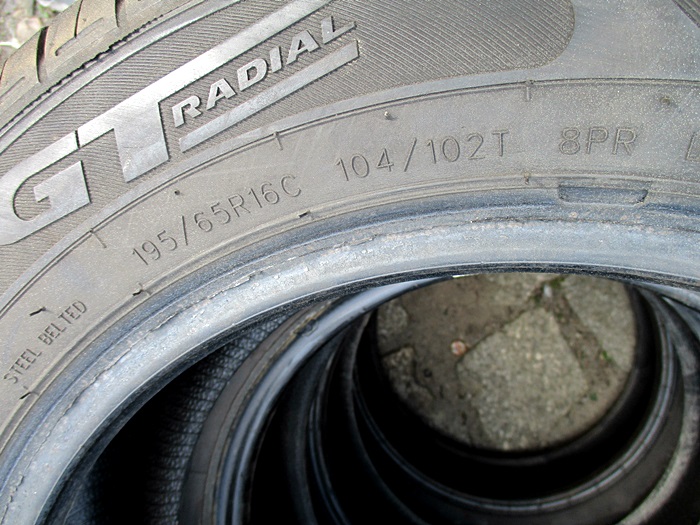 GT RADIAL
195/65R16C 104/102T 8PR
STEEL BELTED